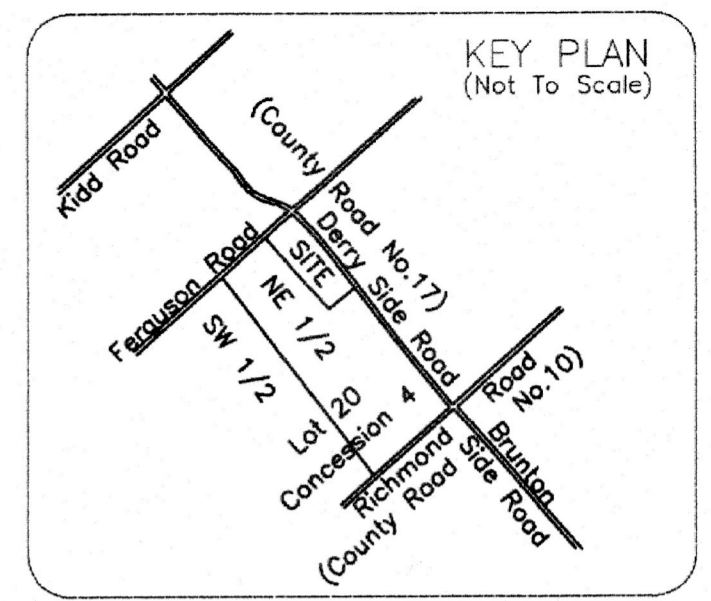 KEY PLAN
(Not To Scale)
Kidd Road
(County Road No.17)
Derry Side Road
Ferguson Road
SITE
NE 1/2
SW 1/2
Lot 20
Concession 4
Richmond Road
(County Road No.10)
Brunton
Side Road